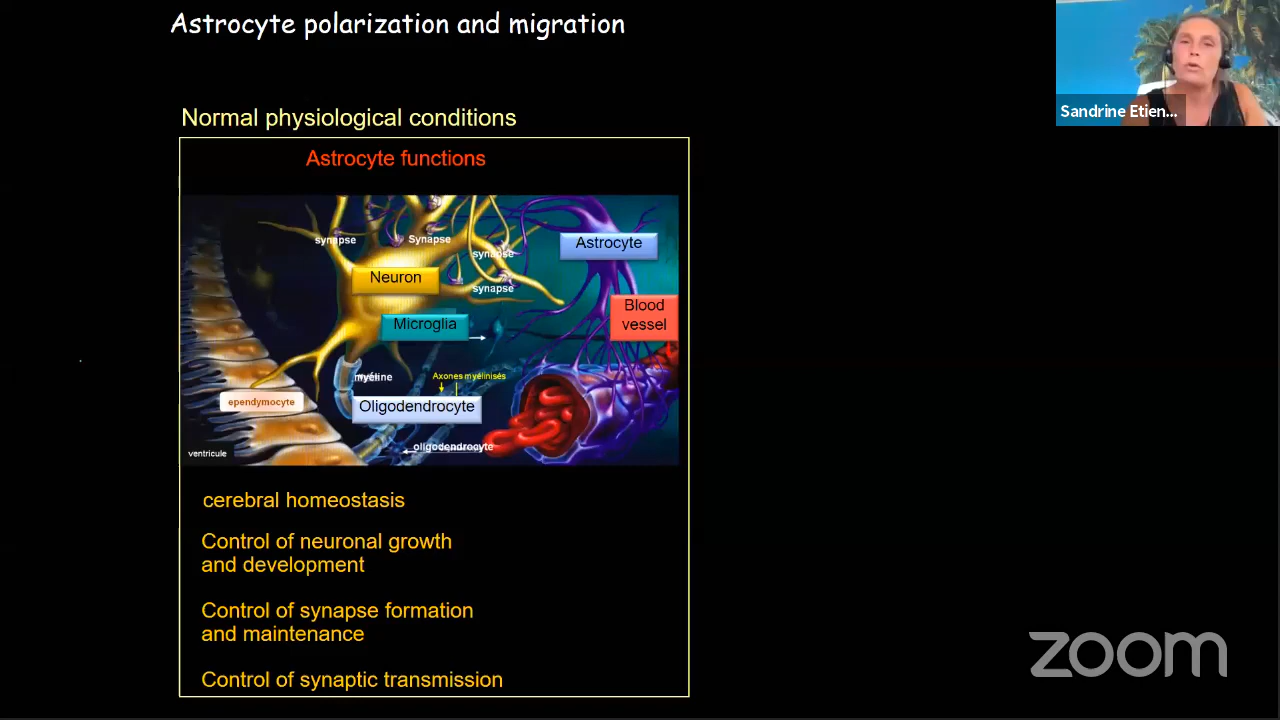 Astrocyte polarization and migration
Sandrine Etien...
Normal physiological conditions
Astrocyte functions
synapse
Synapse
synapse
synapse
Astrocyte
Neuron
Blood
vessel
Microglia
myéline
Axones myélinisés
ependymocyte
Oligodendrocyte
oligodendrocyte
ventricule
cerebral homeostasis
Control of neuronal growth
and development
Control of synapse formation
and maintenance
Control of synaptic transmission
zoom